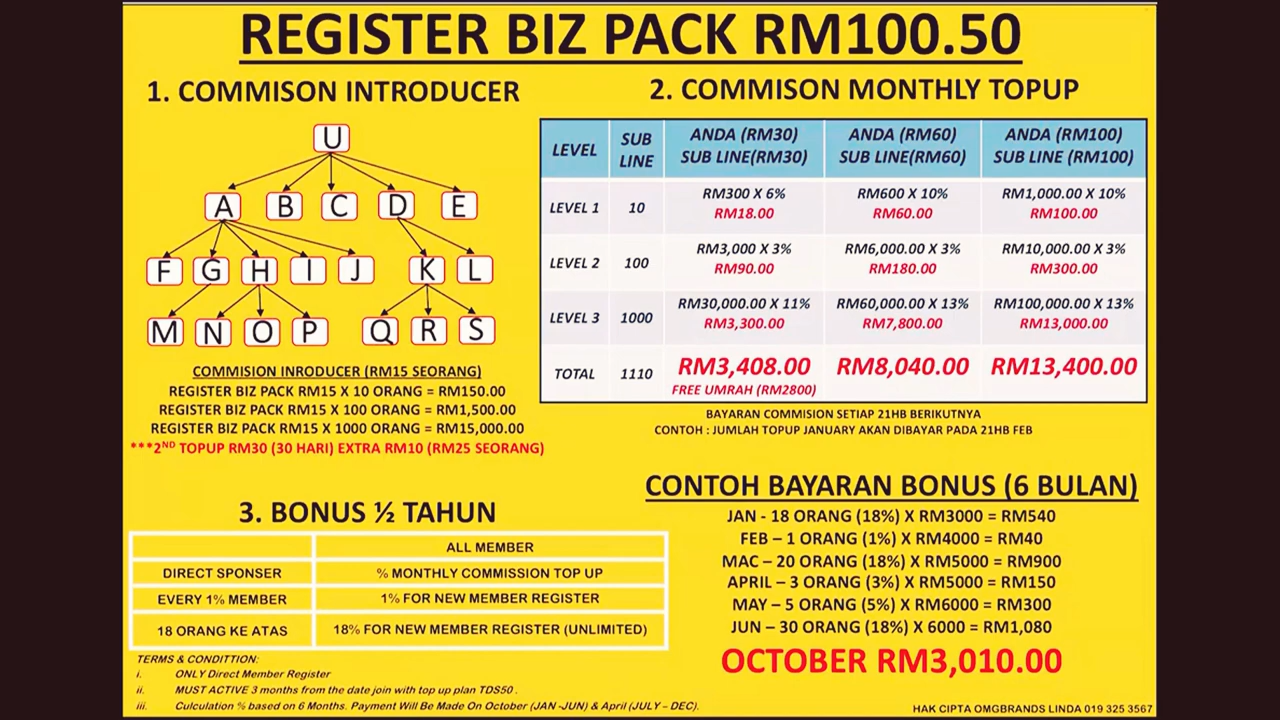 REGISTER BIZ PACK RM100.50
1. COMMISON INTRODUCER
U
A B C D E
F G H I J K L
M N O P Q R S
COMMISION INRODUCER (RM15 SEORANG)
REGISTER BIZ PACK RM15 X 10 ORANG = RM150.00
REGISTER BIZ PACK RM15 X 100 ORANG = RM1,500.00
REGISTER BIZ PACK RM15 X 1000 ORANG = RM15,000.00
***2ND TOPUP RM30 (30 HARI) EXTRA RM10 (RM25 SEORANG)
2. COMMISON MONTHLY TOPUP
LEVEL SUB LINE ANDA (RM30) SUB LINE(RM30) ANDA (RM60) SUB LINE(RM60) ANDA (RM100) SUB LINE (RM100)
LEVEL 1 10 RM300 X 6% RM18.00 RM600 X 10% RM60.00 RM1,000.00 X 10% RM100.00
LEVEL 2 100 RM3,000 X 3% RM90.00 RM6,000.00 X 3% RM180.00 RM10,000.00 X 3% RM300.00
LEVEL 3 1000 RM30,000.00 X 11% RM3,300.00 RM60,000.00 X 13% RM7,800.00 RM100,000.00 X 13% RM13,000.00
TOTAL 1110 RM3,408.00 FREE UMRAH (RM2800) RM8,040.00 RM13,400.00
BAYARAN COMMISION SETIAP 21HB BERIKUTNYA
CONTOH : JUMLAH TOPUP JANUARY AKAN DIBAYAR PADA 21HB FEB
3. BONUS ½ TAHUN
ALL MEMBER
DIRECT SPONSER % MONTHLY COMMISSION TOP UP
EVERY 1% MEMBER 1% FOR NEW MEMBER REGISTER
18 ORANG KE ATAS 18% FOR NEW MEMBER REGISTER (UNLIMITED)
TERMS & CONDITION:
i. ONLY Direct Member Register
ii. MUST ACTIVE 3 months from the date join with top up plan TDS50 .
iii. Culculation % based on 6 Months. Payment Will Be Made On October (JAN -JUN) & April (JULY – DEC).
CONTOH BAYARAN BONUS (6 BULAN)
JAN - 18 ORANG (18%) X RM3000 = RM540
FEB – 1 ORANG (1%) X RM4000 = RM40
MAC – 20 ORANG (18%) X RM5000 = RM900
APRIL – 3 ORANG (3%) X RM5000 = RM150
MAY – 5 ORANG (5%) X RM6000 = RM300
JUN – 30 ORANG (18%) X 6000 = RM1,080
OCTOBER RM3,010.00
HAK CIPTA OMGBRANDS LINDA 019 325 3567